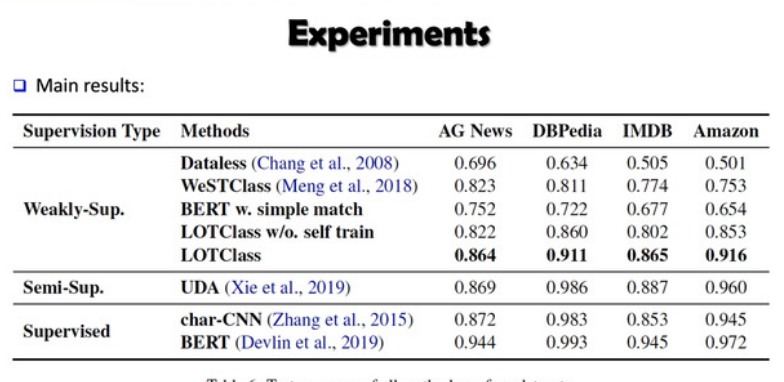 Experiments
Main results:
Supervision Type Methods AG News DBPedia IMDB Amazon
Dataless (Chang et al., 2008) 0.696 0.634 0.505 0.501
WeSTClass (Meng et al., 2018) 0.823 0.811 0.774 0.753
Weakly-Sup. BERT w. simple match 0.752 0.722 0.677 0.654
LOTClass w/o. self train 0.822 0.860 0.802 0.853
LOTClass 0.864 0.911 0.865 0.916
Semi-Sup. UDA (Xie et al., 2019) 0.869 0.986 0.887 0.960
char-CNN (Zhang et al., 2015) 0.872 0.983 0.853 0.945
Supervised
BERT (Devlin et al., 2019) 0.944 0.993 0.945 0.972